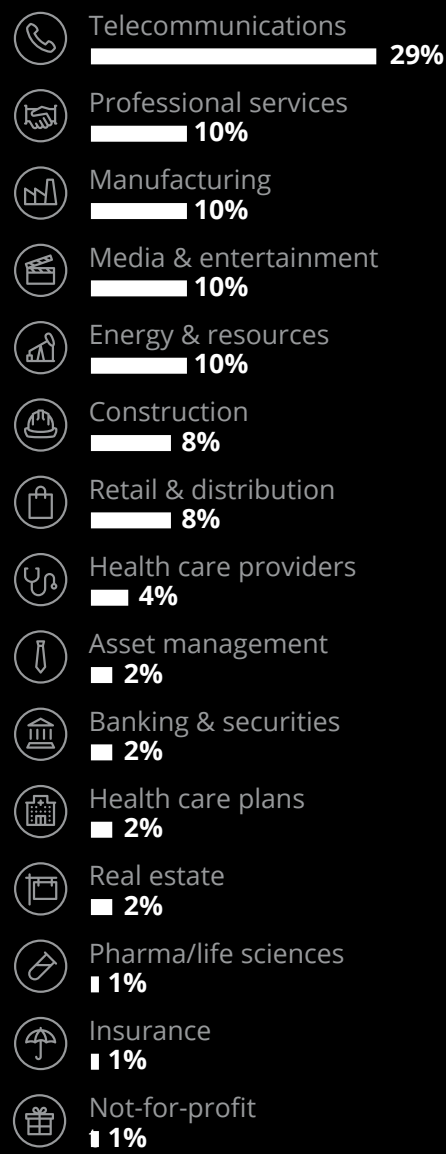 Telecommunications
29%
Professional services
10%
Manufacturing
10%
Media & entertainment
10%
Energy & resources
10%
Construction
8%
Retail & distribution
8%
Health care providers
4%
Asset management
2%
Banking & securities
2%
Health care plans
2%
Real estate
2%
Pharma/life sciences
1%
Insurance
1%
Not-for-profit
1%